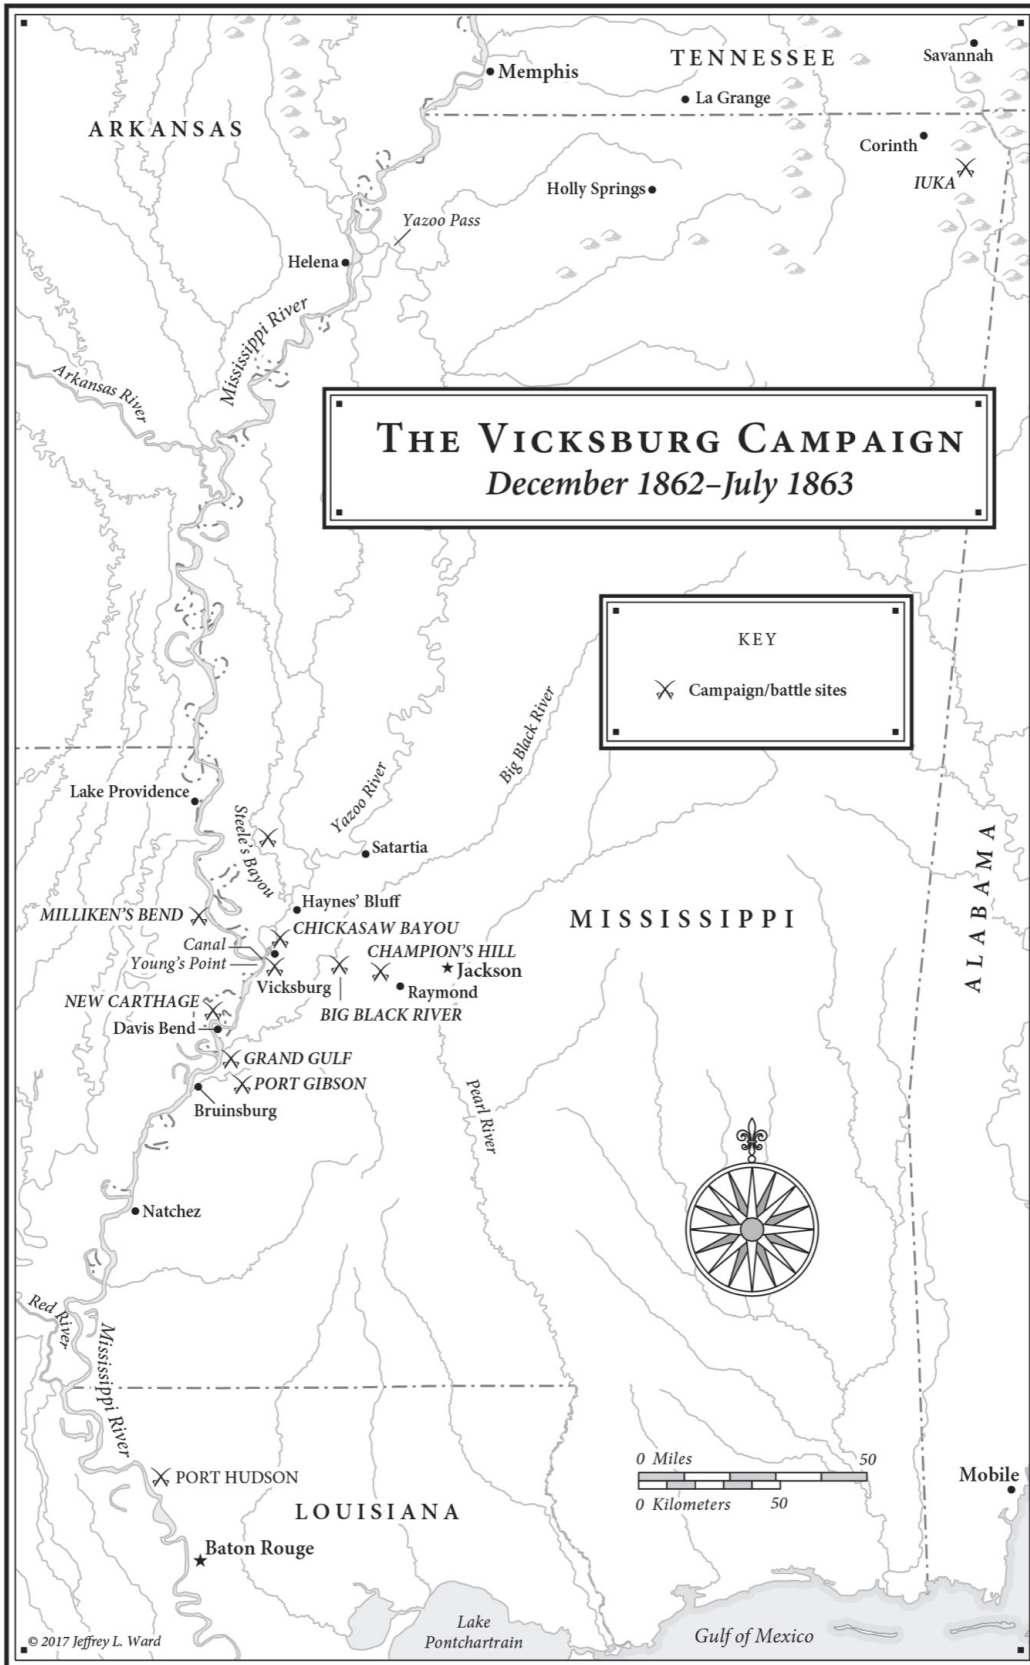 TENNESSEE
Savannah
Memphis
La Grange
ARKANSAS
Corinth
IUKA
Holly Springs
Yazoo Pass
Helena
Mississippi River
Arkansas River
THE VICKSBURG CAMPAIGN
December 1862–July 1863
KEY
Campaign/battle sites
Big Black River
Yazoo River
Lake Providence
Steele's Bayou
Satartia
ALABAMA
Haynes' Bluff
MILLIKEN'S BEND
MISSISSIPPI
CHICKASAW BAYOU
Canal
CHAMPION'S HILL
Young's Point
Jackson
Vicksburg
Raymond
NEW CARTHAGE
BIG BLACK RIVER
Davis Bend
GRAND GULF
PORT GIBSON
Bruinsburg
Pearl River
Natchez
Red River
Mississippi River
0 Miles 50
0 Kilometers 50
PORT HUDSON
Mobile
LOUISIANA
Baton Rouge
Lake
Pontchartrain
Gulf of Mexico
© 2017 Jeffrey L. Ward